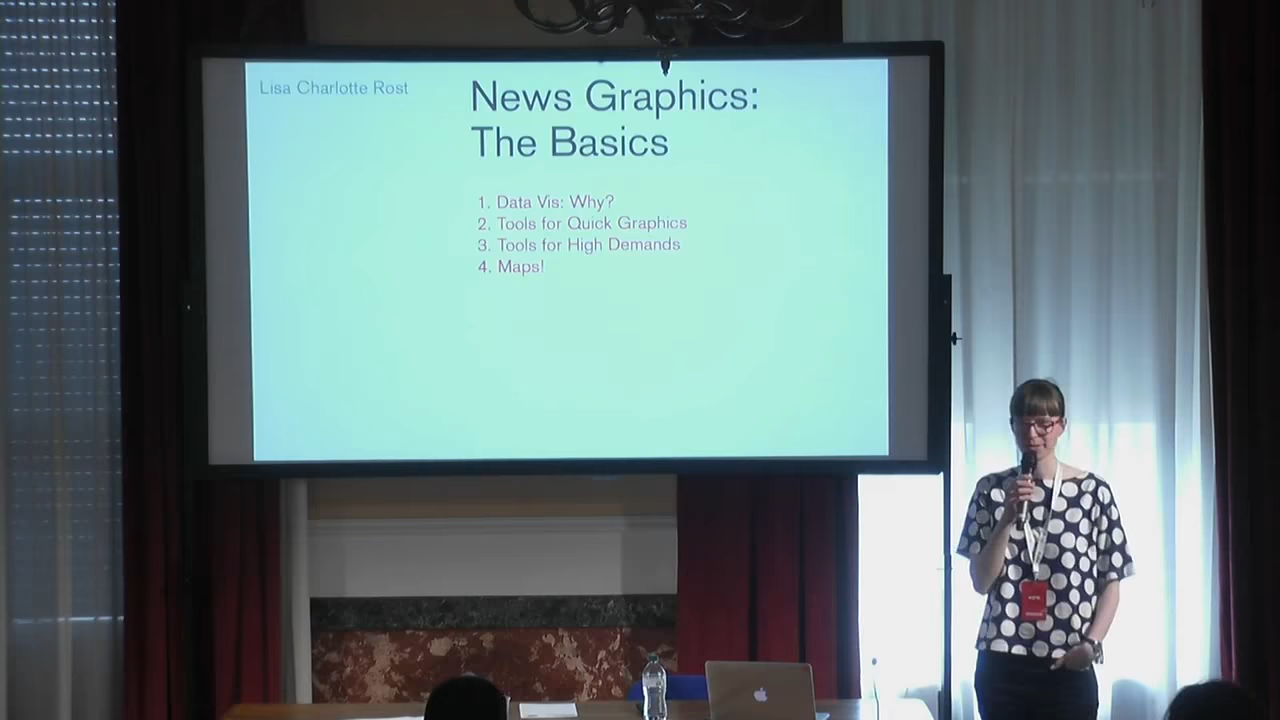 Lisa Charlotte Rost
News Graphics:
The Basics
1. Data Vis: Why?
2. Tools for Quick Graphics
3. Tools for High Demands
4. Maps!